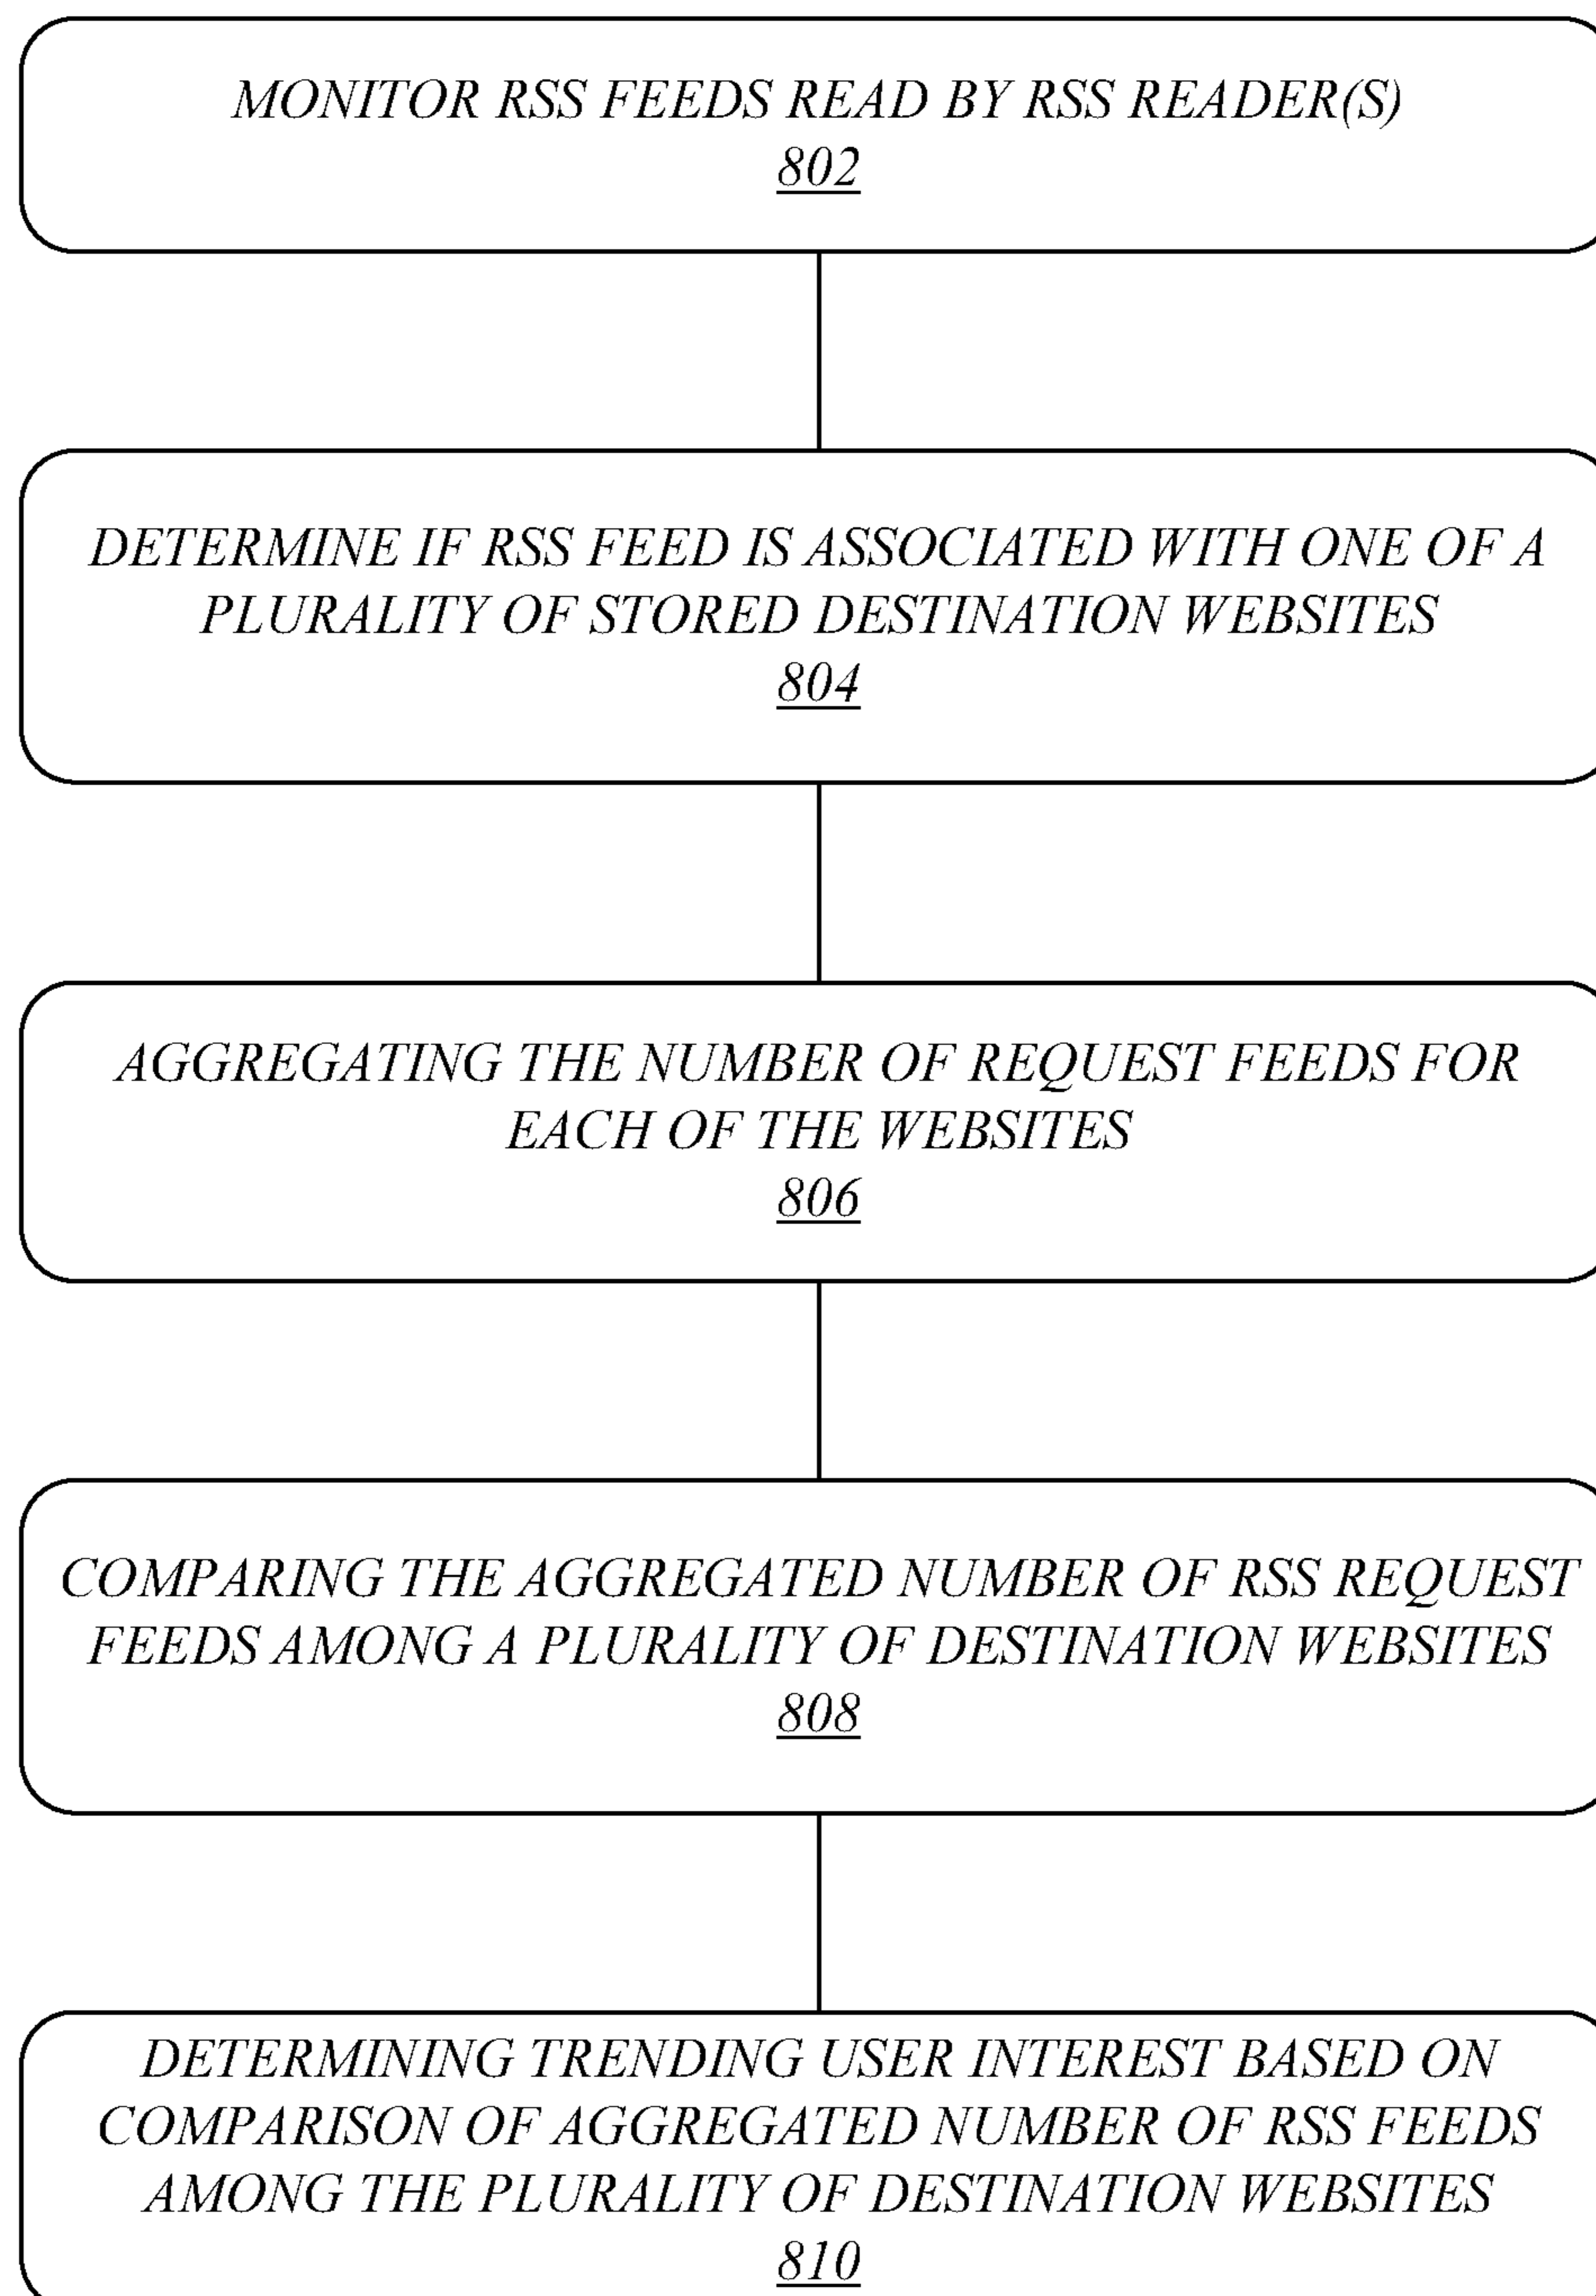 MONITOR RSS FEEDS READ BY RSS READER(S)
802
DETERMINE IF RSS FEED IS ASSOCIATED WITH ONE OF A
PLURALITY OF STORED DESTINATION WEBSITES
804
AGGREGATING THE NUMBER OF REQUEST FEEDS FOR
EACH OF THE WEBSITES
806
COMPARING THE AGGREGATED NUMBER OF RSS REQUEST
FEEDS AMONG A PLURALITY OF DESTINATION WEBSITES
808
DETERMINING TRENDING USER INTEREST BASED ON
COMPARISON OF AGGREGATED NUMBER OF RSS FEEDS
AMONG THE PLURALITY OF DESTINATION WEBSITES
810